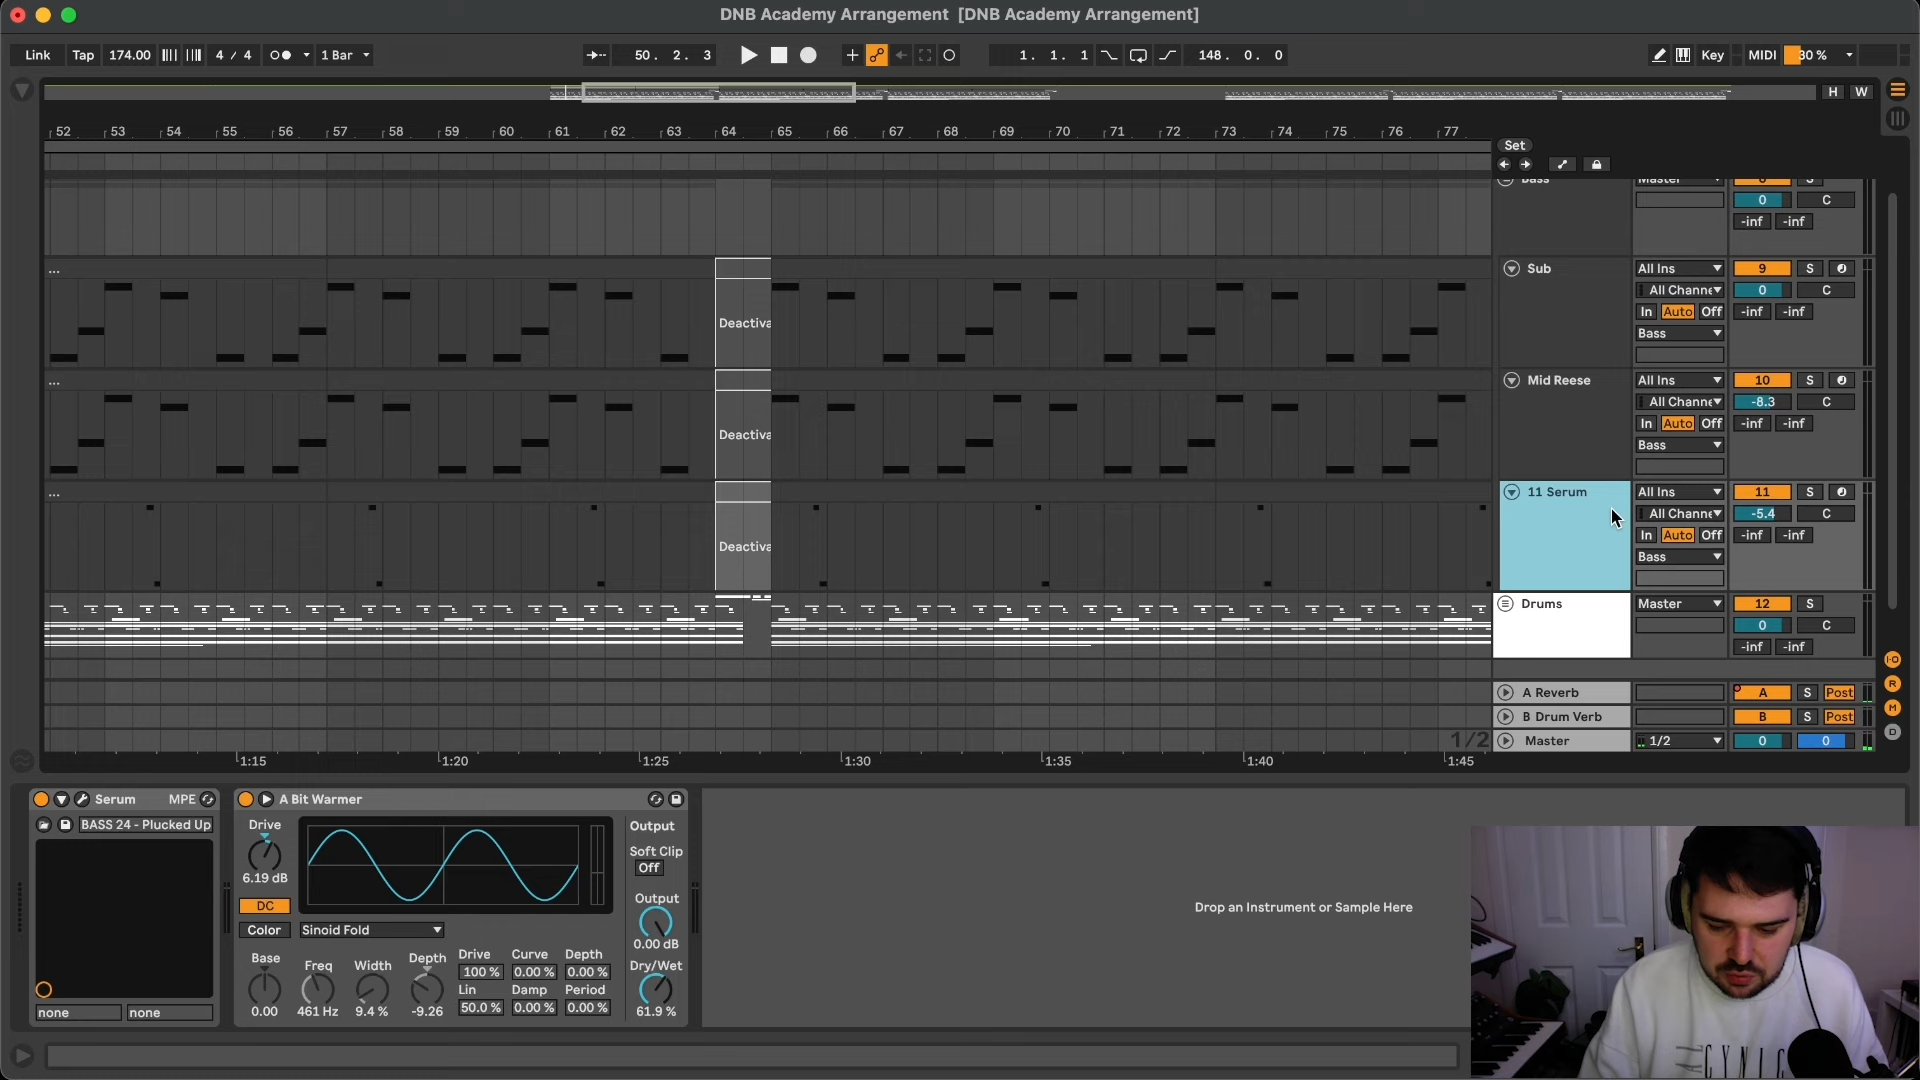 DNB Academy Arrangement [DNB Academy Arrangement]
Link Tap 174.00 4 / 4 1 Bar 50. 2. 3 1. 1. 1 148. 0. 0 Key MIDI 30 %
H W
52 53 54 55 56 57 58 59 60 61 62 63 64 65 66 67 68 69 70 71 72 73 74 75 76 77
Set
Bass Master 8 S
0 C
-inf -inf
... Sub All Ins 9 S
All Channe 0 C
In Auto Off -inf -inf
Deactiva
Bass
... Mid Reese All Ins 10 S
All Channe -8.3 C
In Auto Off -inf -inf
Deactiva
Bass
... 11 Serum All Ins 11 S
All Channe -5.4 C
In Auto Off -inf -inf
Deactiva
Bass
Drums Master 12 S
0 C
-inf -inf
A Reverb A S Post
B Drum Verb B S Post
1/2 Master 1/2 0 0
1:15 1:20 1:25 1:30 1:35 1:40 1:45
I-O
R
M
D
Serum MPE
BASS 24 - Plucked Up
none none
A Bit Warmer
Drive
6.19 dB
DC
Color Sinoid Fold
Base Freq Width Depth
0.00 461 Hz 9.4 % -9.26
Drive Curve Depth
100 % 0.00 % 0.00 %
Lin Damp Period
50.0 % 0.00 % 0.00 %
Output
Soft Clip
Off
Output
0.00 dB
Dry/Wet
61.9 %
Drop an Instrument or Sample Here
CYNIC